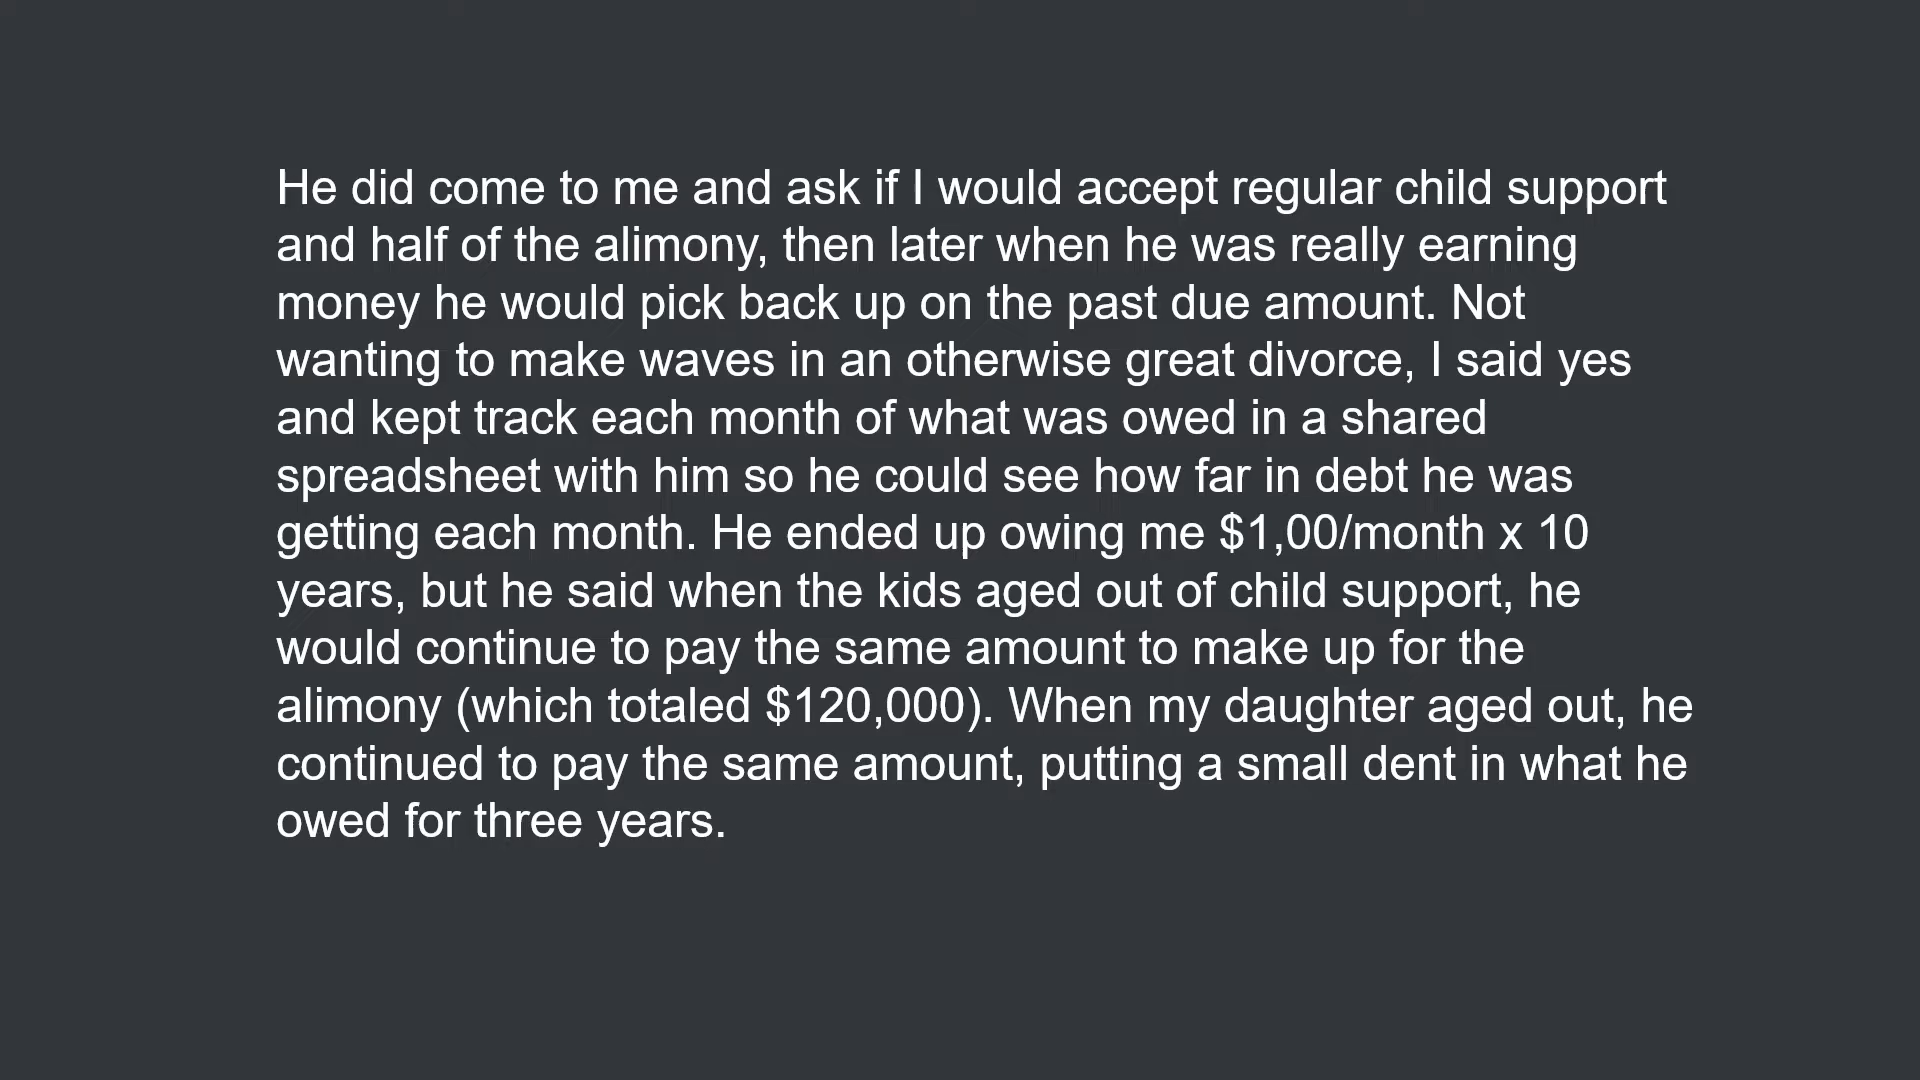 He did come to me and ask if I would accept regular child support
and half of the alimony, then later when he was really earning
money he would pick back up on the past due amount. Not
wanting to make waves in an otherwise great divorce, I said yes
and kept track each month of what was owed in a shared
spreadsheet with him so he could see how far in debt he was
getting each month. He ended up owing me $1,00/month x 10
years, but he said when the kids aged out of child support, he
would continue to pay the same amount to make up for the
alimony (which totaled $120,000). When my daughter aged out, he
continued to pay the same amount, putting a small dent in what he
owed for three years.